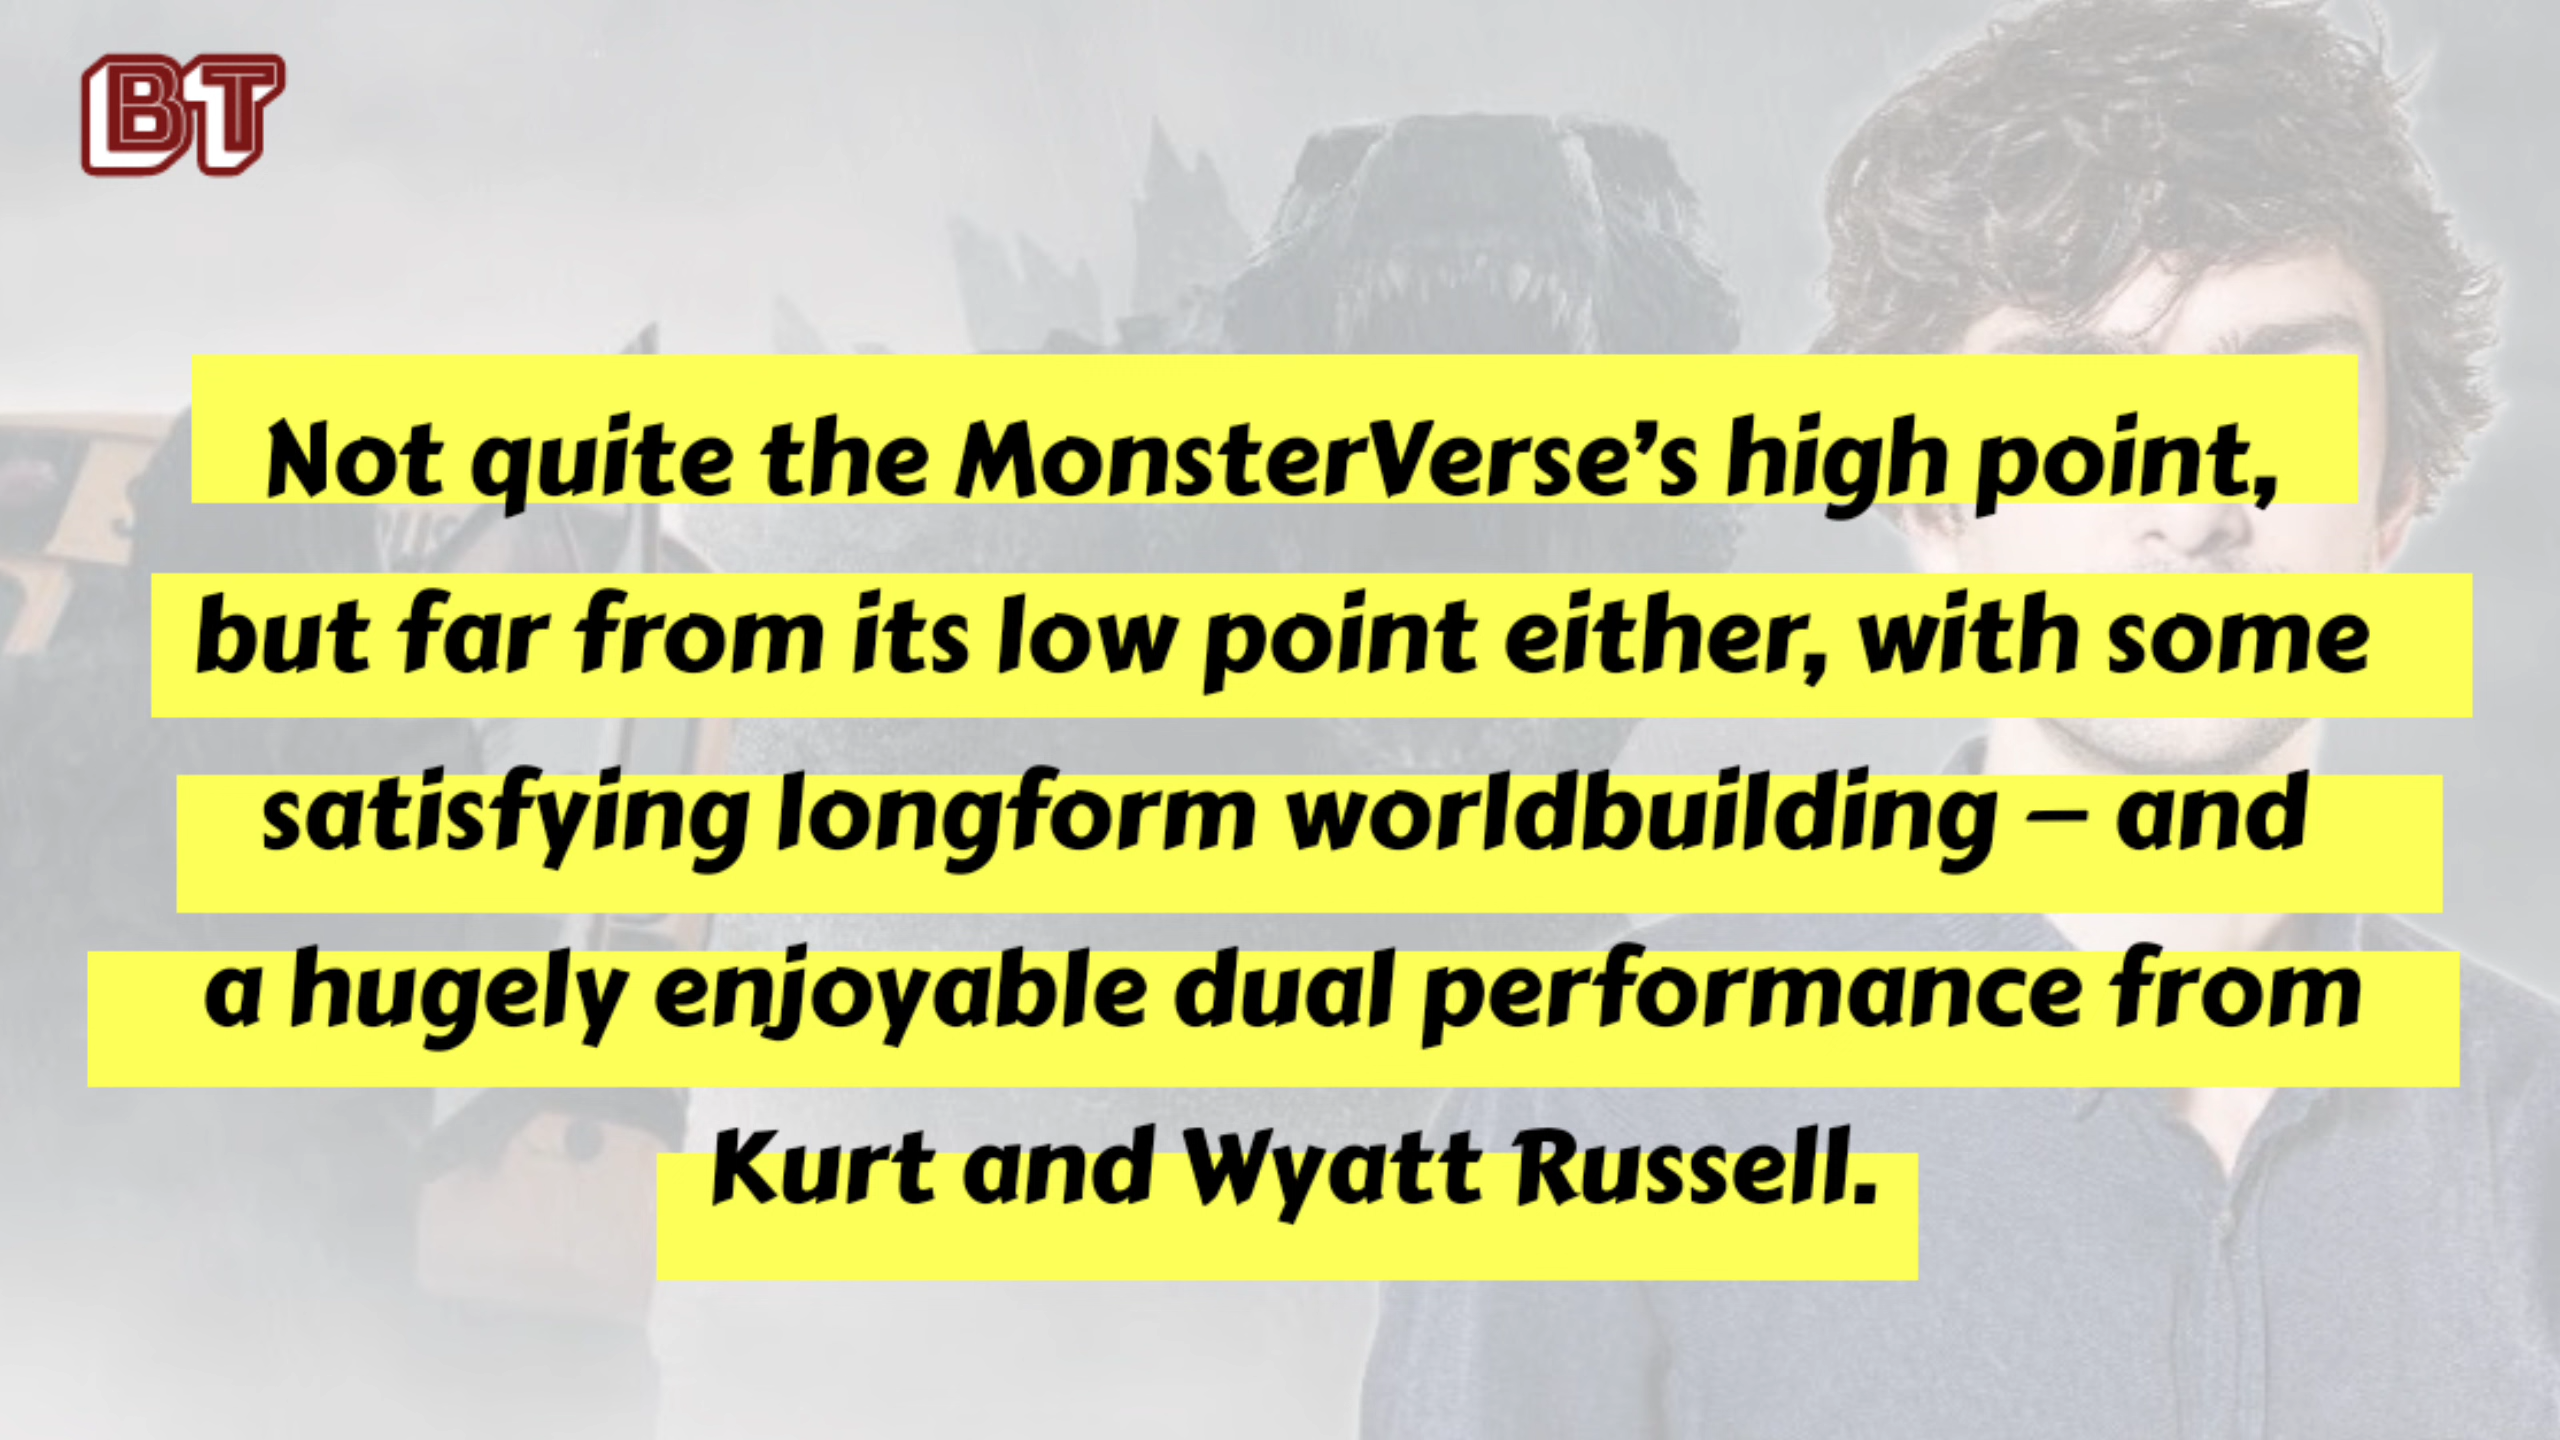 BT
Not quite the MonsterVerse’s high point,
but far from its low point either, with some
satisfying longform worldbuilding – and
a hugely enjoyable dual performance from
Kurt and Wyatt Russell.